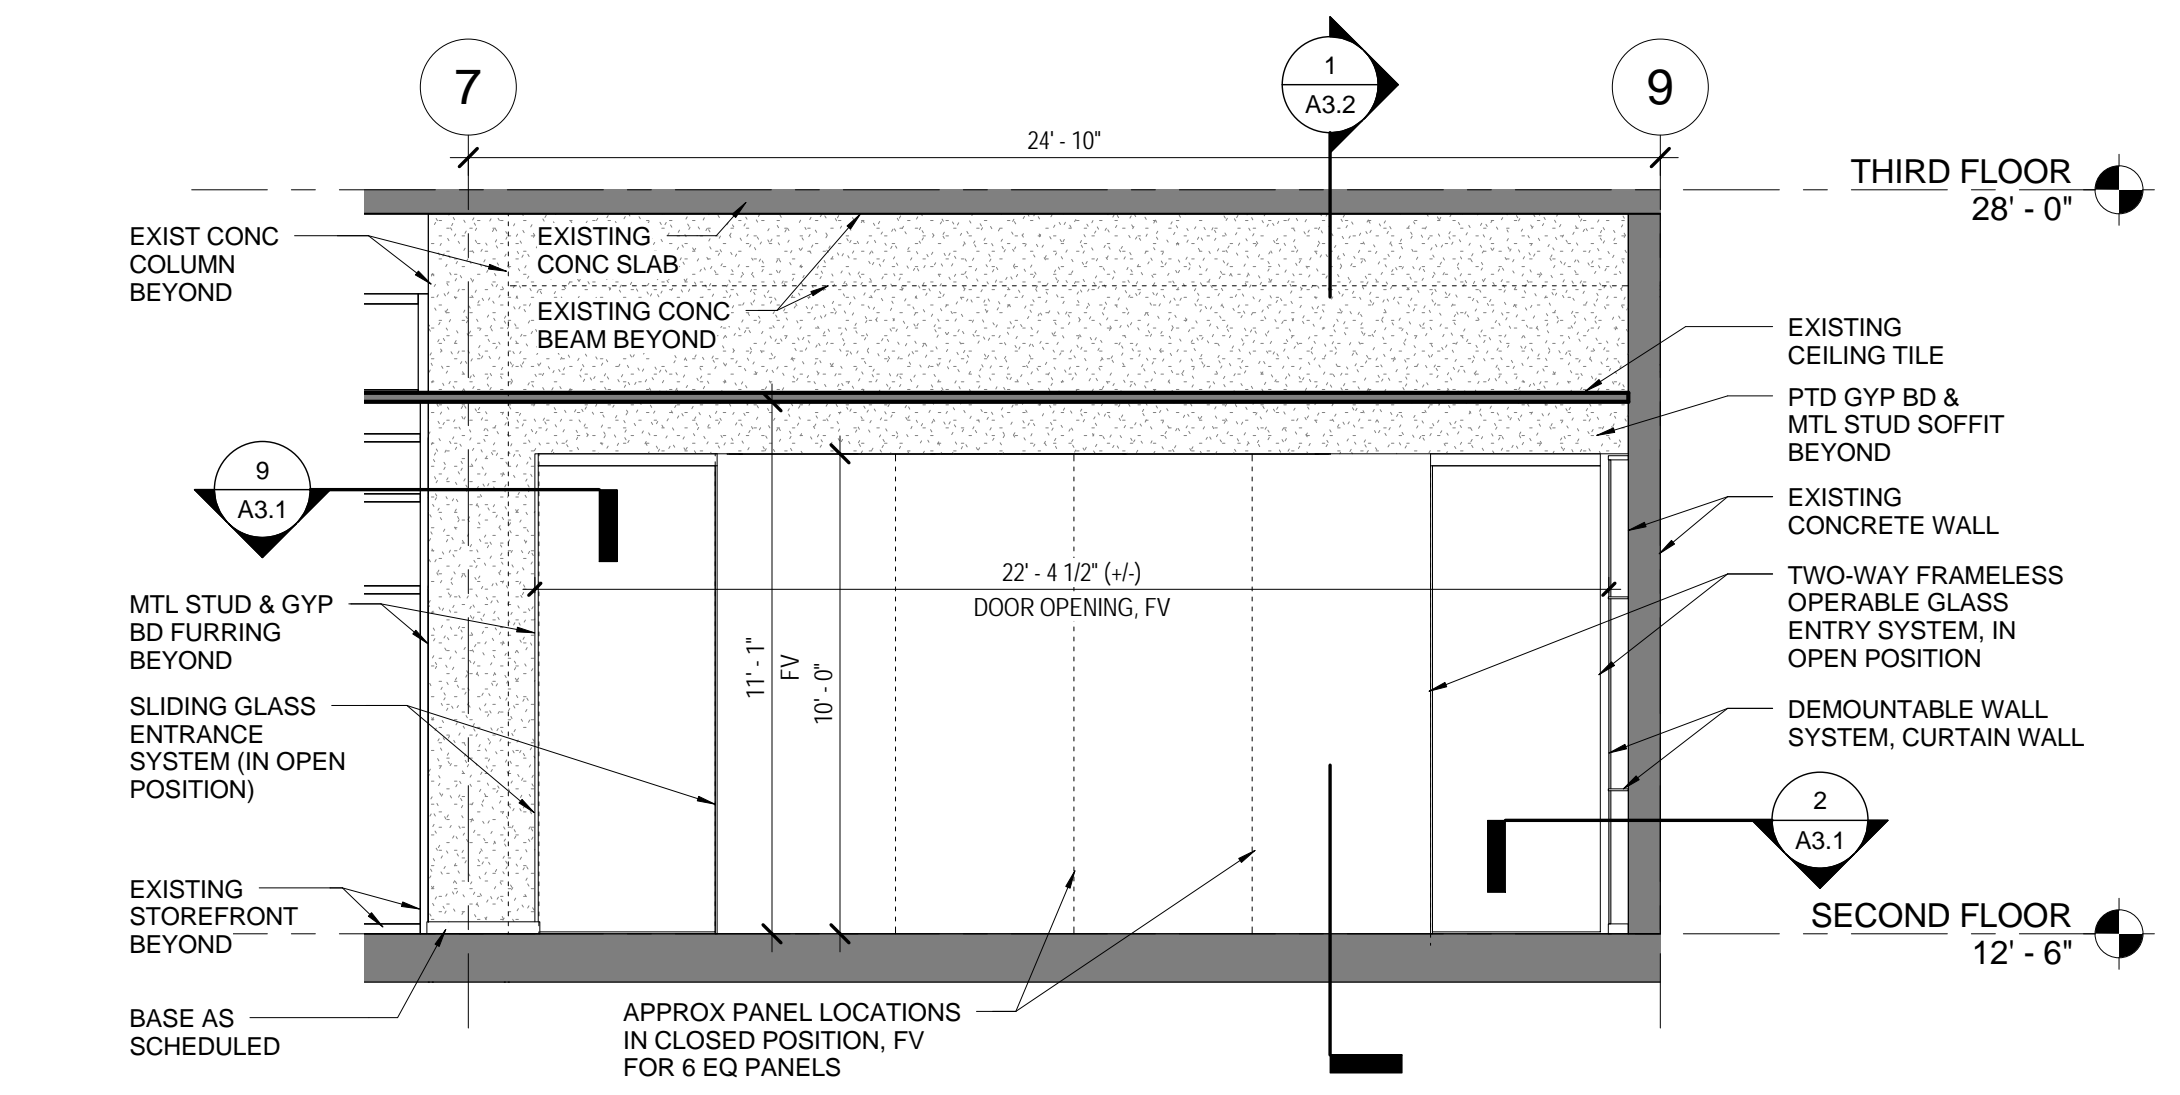 7
1
A3.2
9
24' - 10"
THIRD FLOOR
28' - 0"
EXIST CONC
COLUMN
BEYOND
EXISTING
CONC SLAB
EXISTING CONC
BEAM BEYOND
EXISTING
CEILING TILE
PTD GYP BD &
MTL STUD SOFFIT
BEYOND
9
A3.1
EXISTING
CONCRETE WALL
22' - 4 1/2" (+/-)
DOOR OPENING, FV
TWO-WAY FRAMELESS
OPERABLE GLASS
ENTRY SYSTEM, IN
OPEN POSITION
MTL STUD & GYP
BD FURRING
BEYOND
11' - 1"
FV
10' - 0"
SLIDING GLASS
ENTRANCE
SYSTEM (IN OPEN
POSITION)
DEMOUNTABLE WALL
SYSTEM, CURTAIN WALL
2
A3.1
EXISTING
STOREFRONT
BEYOND
SECOND FLOOR
12' - 6"
BASE AS
SCHEDULED
APPROX PANEL LOCATIONS
IN CLOSED POSITION, FV
FOR 6 EQ PANELS